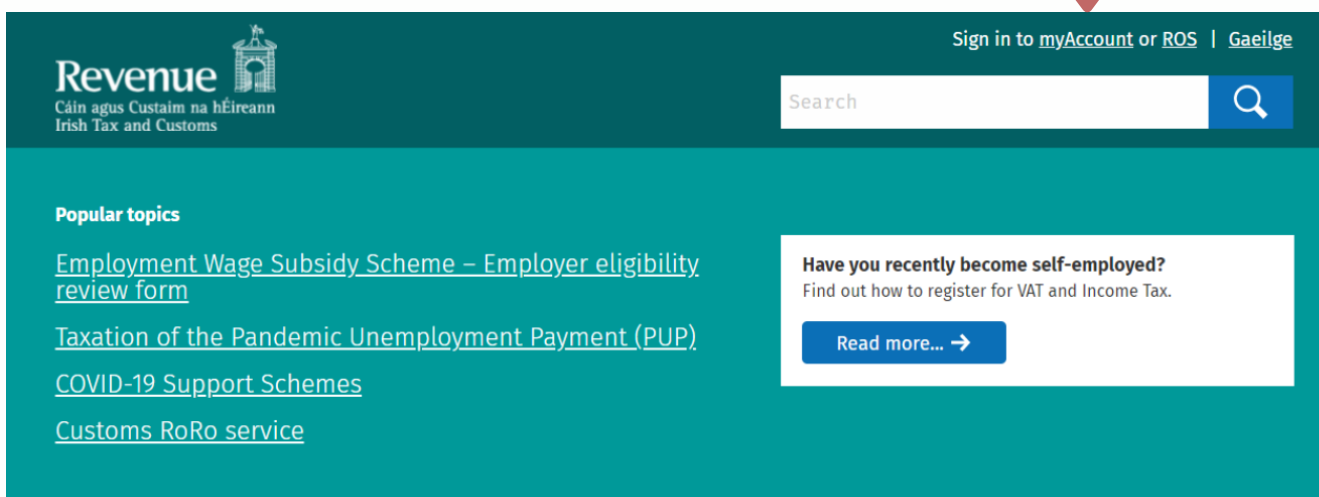 Revenue
Cáin agus Custaim na hÉireann
Irish Tax and Customs
Sign in to myAccount or ROS | Gaeilge
Search
Popular topics
Employment Wage Subsidy Scheme – Employer eligibility
review form
Taxation of the Pandemic Unemployment Payment (PUP)
COVID-19 Support Schemes
Customs RoRo service
Have you recently become self-employed?
Find out how to register for VAT and Income Tax.
Read more... →